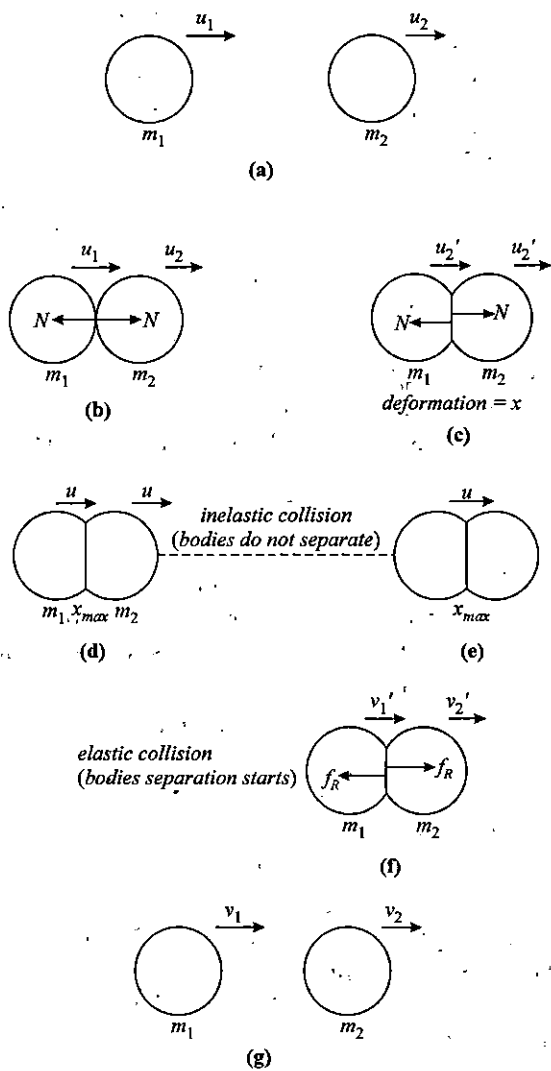 u₁ u₂
m₁ m₂
(a)
u₁ u₂ u₂' u₂'
N N N N
m₁ m₂ m₁ m₂
(b) deformation = x
(c)
u u inelastic collision u
(bodies do not separate)
m₁ xmax m₂ xmax
(d) (e)
v₁' v₂'
elastic collision
(bodies separation starts) fR fR
m₁ m₂
(f)
v₁ v₂
m₁ m₂
(g)